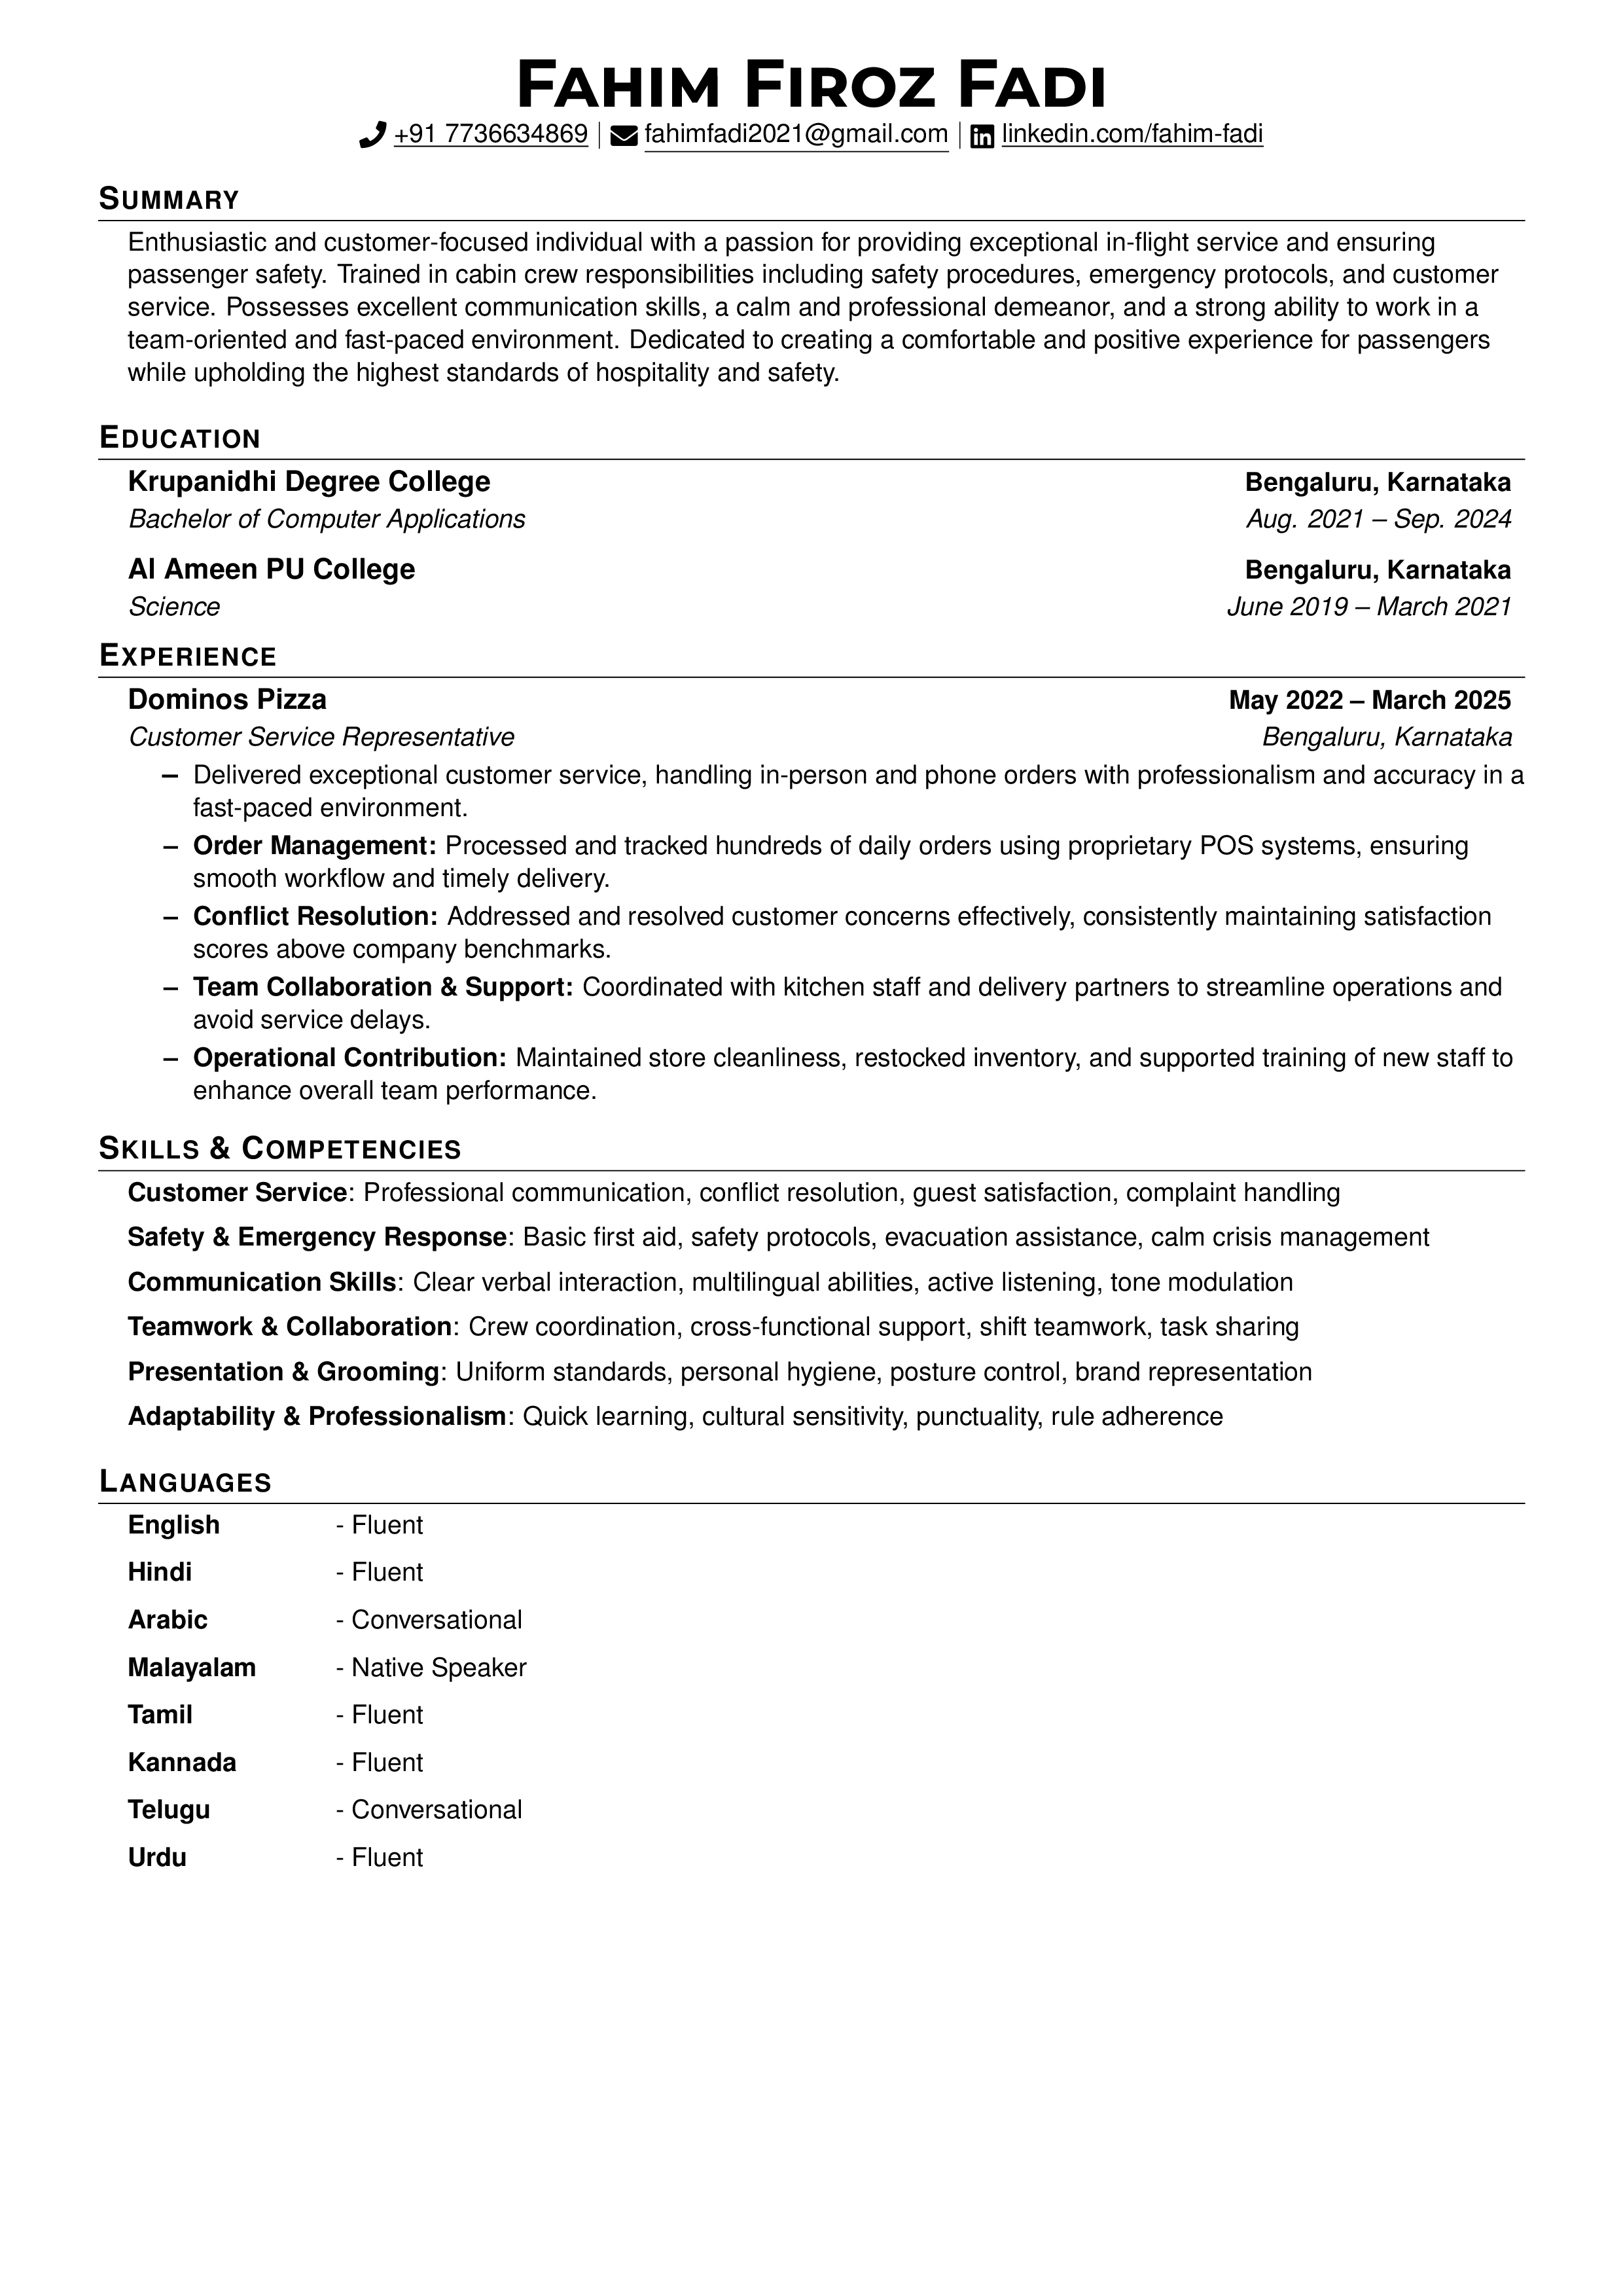 Fahim Firoz Fadi
+91 7736634869 | fahimfadi2021@gmail.com | linkedin.com/fahim-fadi
Summary
Enthusiastic and customer-focused individual with a passion for providing exceptional in-flight service and ensuring
passenger safety. Trained in cabin crew responsibilities including safety procedures, emergency protocols, and customer
service. Possesses excellent communication skills, a calm and professional demeanor, and a strong ability to work in a
team-oriented and fast-paced environment. Dedicated to creating a comfortable and positive experience for passengers
while upholding the highest standards of hospitality and safety.
Education
Krupanidhi Degree College Bengaluru, Karnataka
Bachelor of Computer Applications Aug. 2021 – Sep. 2024
Al Ameen PU College Bengaluru, Karnataka
Science June 2019 – March 2021
Experience
Dominos Pizza May 2022 – March 2025
Customer Service Representative Bengaluru, Karnataka
– Delivered exceptional customer service, handling in-person and phone orders with professionalism and accuracy in a
fast-paced environment.
– Order Management: Processed and tracked hundreds of daily orders using proprietary POS systems, ensuring
smooth workflow and timely delivery.
– Conflict Resolution: Addressed and resolved customer concerns effectively, consistently maintaining satisfaction
scores above company benchmarks.
– Team Collaboration & Support: Coordinated with kitchen staff and delivery partners to streamline operations and
avoid service delays.
– Operational Contribution: Maintained store cleanliness, restocked inventory, and supported training of new staff to
enhance overall team performance.
Skills & Competencies
Customer Service: Professional communication, conflict resolution, guest satisfaction, complaint handling
Safety & Emergency Response: Basic first aid, safety protocols, evacuation assistance, calm crisis management
Communication Skills: Clear verbal interaction, multilingual abilities, active listening, tone modulation
Teamwork & Collaboration: Crew coordination, cross-functional support, shift teamwork, task sharing
Presentation & Grooming: Uniform standards, personal hygiene, posture control, brand representation
Adaptability & Professionalism: Quick learning, cultural sensitivity, punctuality, rule adherence
Languages
English - Fluent
Hindi - Fluent
Arabic - Conversational
Malayalam - Native Speaker
Tamil - Fluent
Kannada - Fluent
Telugu - Conversational
Urdu - Fluent